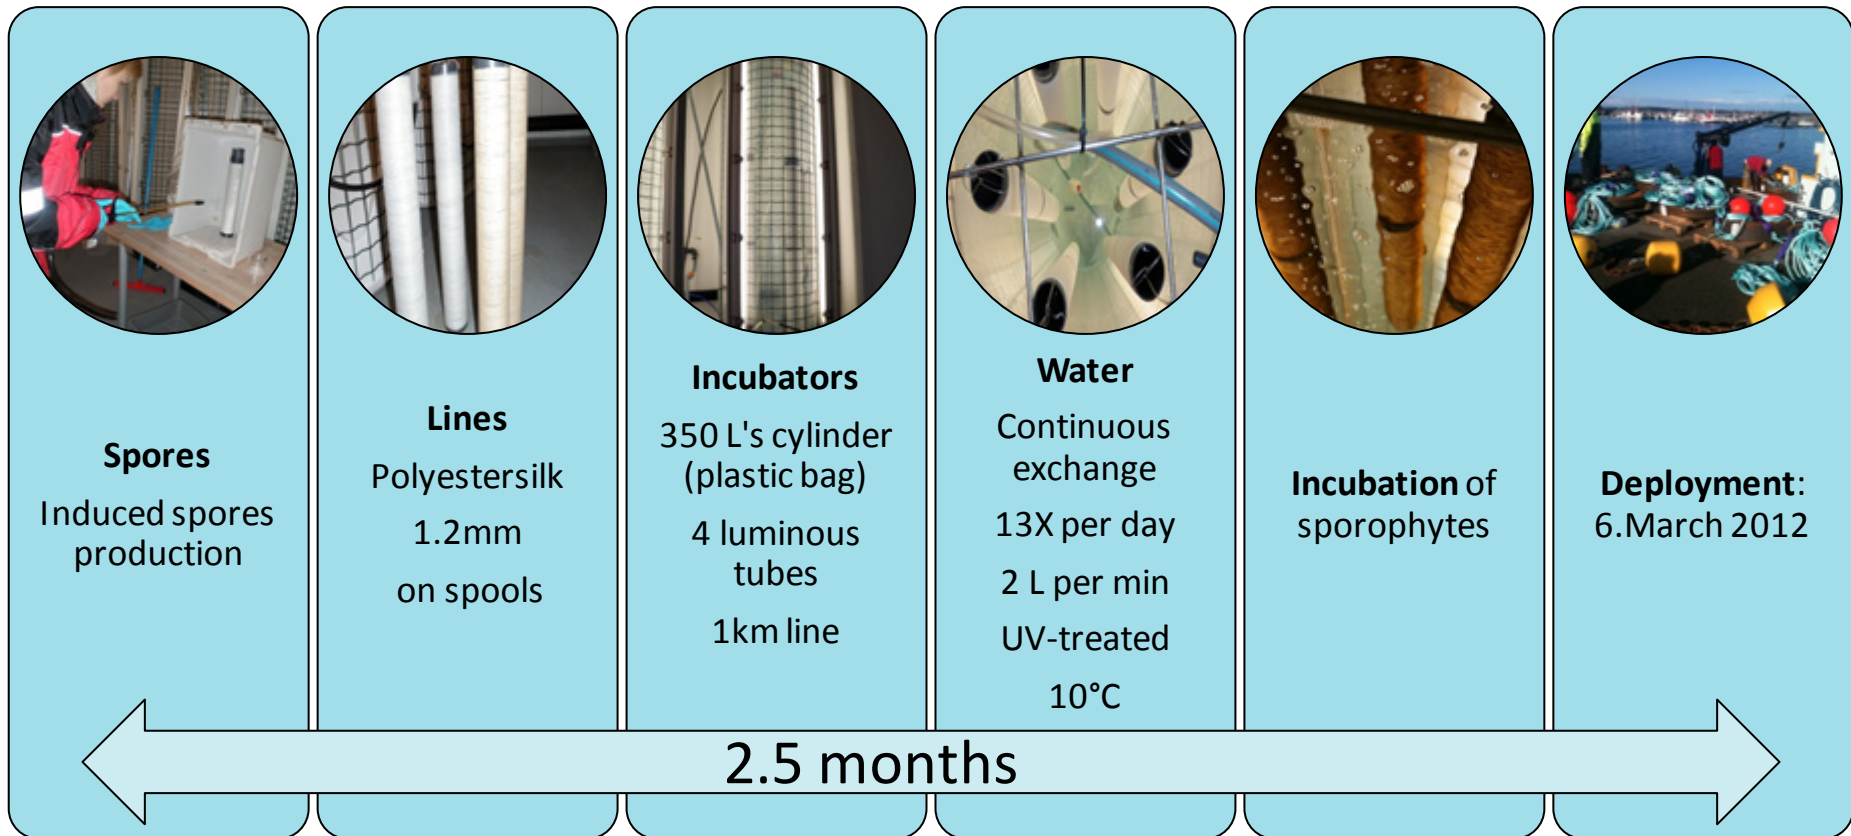 Spores
Induced spores
production
Lines
Polyestersilk
1.2mm
on spools
Incubators
350 L's cylinder
(plastic bag)
4 luminous
tubes
1km line
Water
Continuous
exchange
13X per day
2 L per min
UV-treated
10°C
Incubation of
sporophytes
Deployment:
6.March 2012
2.5 months